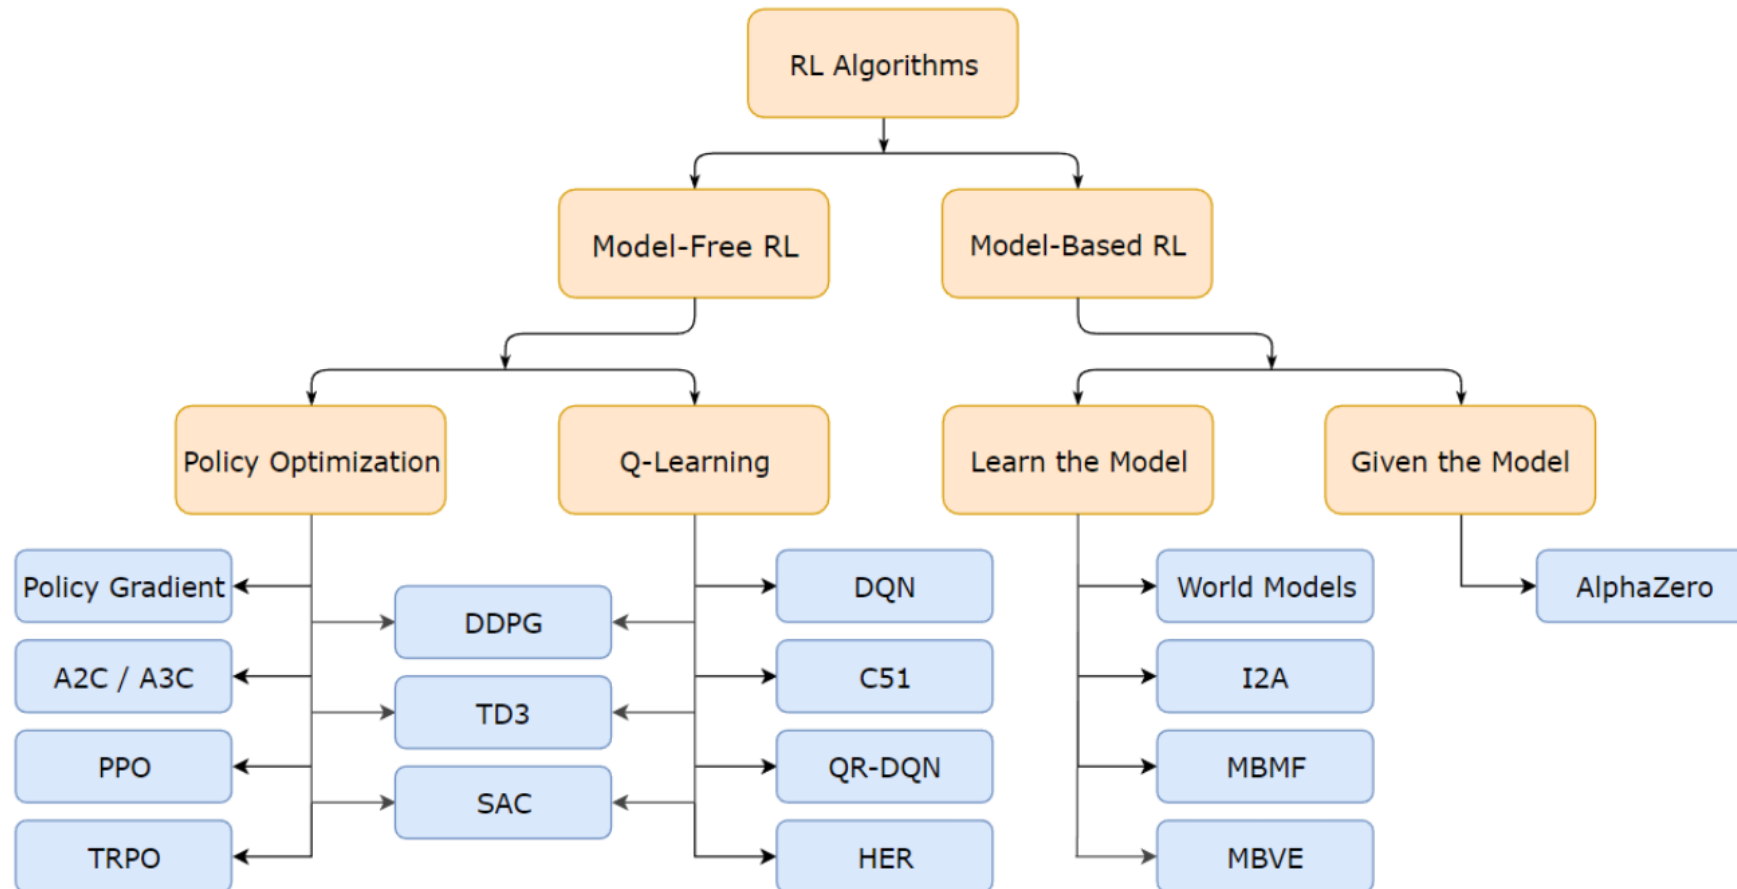 RL Algorithms
Model-Free RL
Model-Based RL
Policy Optimization
Q-Learning
Learn the Model
Given the Model
Policy Gradient
DDPG
DQN
World Models
AlphaZero
A2C / A3C
TD3
C51
I2A
PPO
SAC
QR-DQN
MBMF
TRPO
HER
MBVE